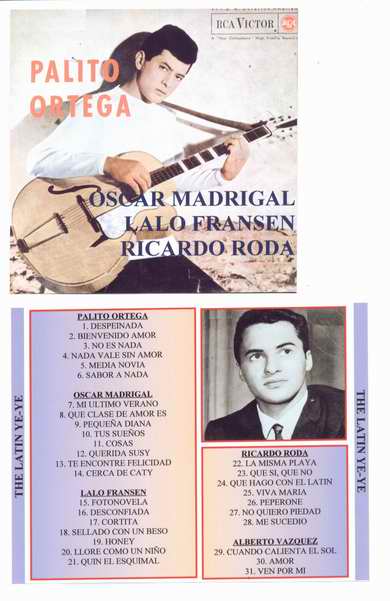 RCA VICTOR
RCA
PALITO
ORTEGA
OSCAR MADRIGAL
LALO FRANSEN
RICARDO RODA
THE LATIN YE-YE
PALITO ORTEGA
1. DESPEINADA
2. BIENVENIDO AMOR
3. NO ES NADA
4. NADA VALE SIN AMOR
5. MEDIA NOVIA
6. SABOR A NADA
OSCAR MADRIGAL
7. MI ULTIMO VERANO
8. QUE CLASE DE AMOR ES
9. PEQUEÑA DIANA
10. TUS SUEÑOS
11. COSAS
12. QUERIDA SUSY
13. TE ENCONTRE FELICIDAD
14. CERCA DE CATY
LALO FRANSEN
15. FOTONOVELA
16. DESCONFIADA
17. CORTITA
18. SELLADO CON UN BESO
19. HONEY
20. LLORE COMO UN NIÑO
21. QUIN EL ESQUIMAL
RICARDO RODA
22. LA MISMA PLAYA
23. QUE SI, QUE NO
24. QUE HAGO CON EL LATIN
25. VIVA MARIA
26. PEPERONE
27. NO QUIERO PIEDAD
28. ME SUCEDIO
ALBERTO VAZQUEZ
29. CUANDO CALIENTA EL SOL
30. AMOR
31. VEN POR MI
THE LATIN YE-YE